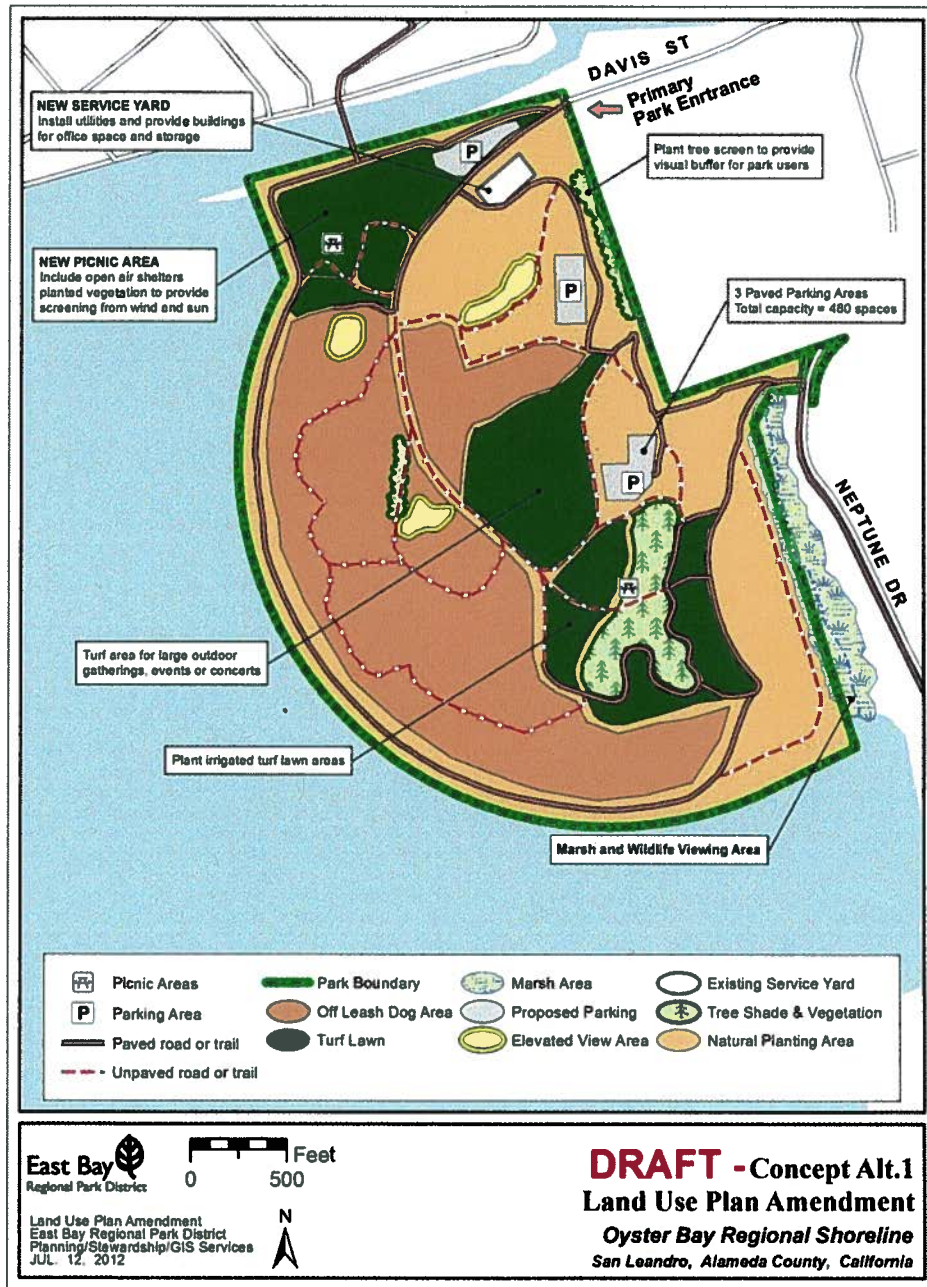 DAVIS ST
Primary
Park Enrtrance
NEW SERVICE YARD
Install utilities and provide buildings
for office space and storage
P
Plant tree screen to provide
visual buffer for park users
NEW PICNIC AREA
Include open air shelters
planted vegetation to provide
screening from wind and sun
P
3 Paved Parking Areas
Total capacity = 480 spaces
P
NEPTUNE DR
Turf area for large outdoor
gatherings, events or concerts
Plant irrigated turf lawn areas
Marsh and Wildlife Viewing Area
Picnic Areas
Park Boundary
Marsh Area
Existing Service Yard
P Parking Area
Off Leash Dog Area
Proposed Parking
Tree Shade & Vegetation
Paved road or trail
Turf Lawn
Elevated View Area
Natural Planting Area
Unpaved road or trail
East Bay
Regional Park District
Feet
0 500
Land Use Plan Amendment
East Bay Regional Park District
Planning/Stewardship/GIS Services
JUL. 12, 2012
N
DRAFT - Concept Alt.1
Land Use Plan Amendment
Oyster Bay Regional Shoreline
San Leandro, Alameda County, California